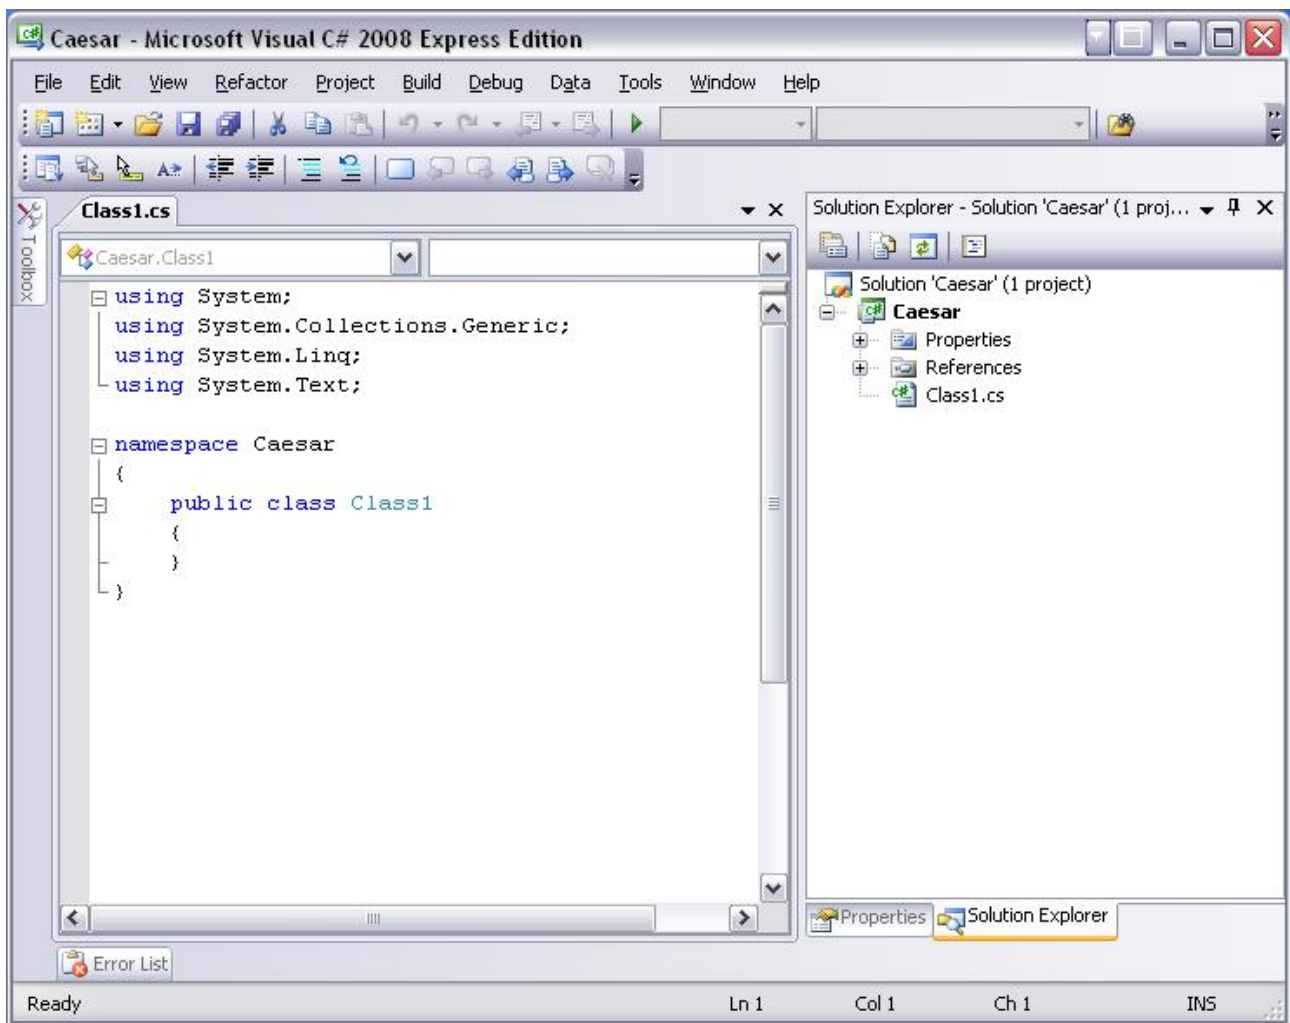 Caesar - Microsoft Visual C# 2008 Express Edition
File Edit View Refactor Project Build Debug Data Tools Window Help
Toolbox
Class1.cs
Caesar.Class1
using System;
using System.Collections.Generic;
using System.Linq;
using System.Text;
namespace Caesar
{
public class Class1
{
}
}
Solution Explorer - Solution 'Caesar' (1 proj...
Solution 'Caesar' (1 project)
Caesar
Properties
References
Class1.cs
Properties Solution Explorer
Error List
Ready Ln 1 Col 1 Ch 1 INS